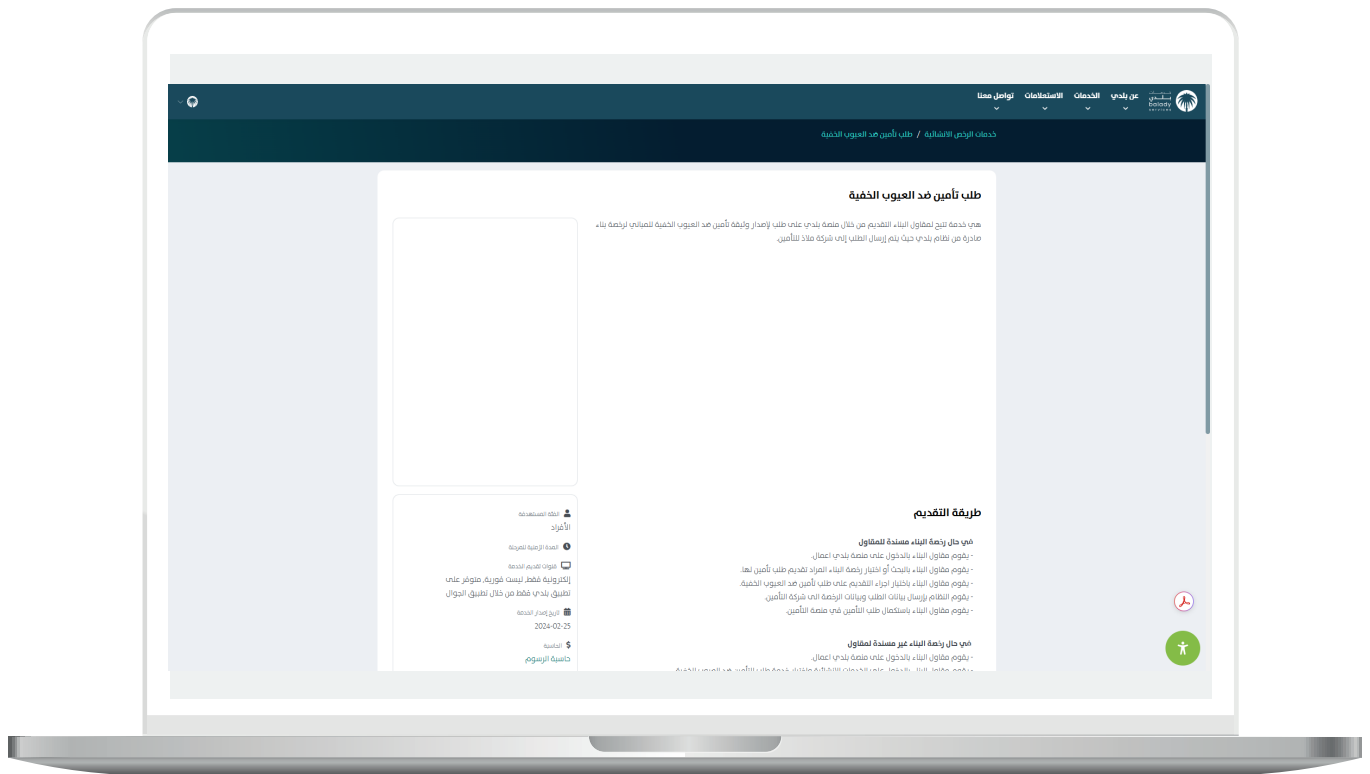 بلدي
balady
عن بلدي
الخدمات
الاستعلامات
تواصل معنا
خدمات الرخص الانشائية / طلب تأمين ضد العيوب الخفية
طلب تأمين ضد العيوب الخفية
هي خدمة تتيح لمقاول البناء التقديم من خلال منصة بلدي على طلب لإصدار وثيقة تأمين ضد العيوب الخفية للمباني لرخصة بناء
صادرة من نظام بلدي حيث يتم إرسال الطلب إلى شركة ملاذ للتأمين.
طريقة التقديم
في حال رخصة البناء مسندة للمقاول
- يقوم مقاول البناء بالدخول على منصة بلدي اعمال.
- يقوم مقاول البناء بالبحث أو اختيار رخصة البناء المراد تقديم طلب تأمين لها.
- يقوم مقاول البناء باختيار اجراء التقديم على طلب تأمين ضد العيوب الخفية.
- يقوم النظام بإرسال بيانات الطلب وبيانات الرخصة الى شركة التأمين.
- يقوم مقاول البناء باستكمال طلب التأمين في منصة التأمين.
في حال رخصة البناء غير مسندة لمقاول
- يقوم مقاول البناء بالدخول على منصة بلدي اعمال.
الفئة المستهدفة
الأفراد
المدة الزمنية للمرحلة
قنوات تقديم الخدمة
إلكترونية فقط, ليست فورية, متوفر على
تطبيق بلدي فقط من خلال تطبيق الجوال
تاريخ إصدار الخدمة
2024-02-25
الحاسبة
حاسبة الرسوم